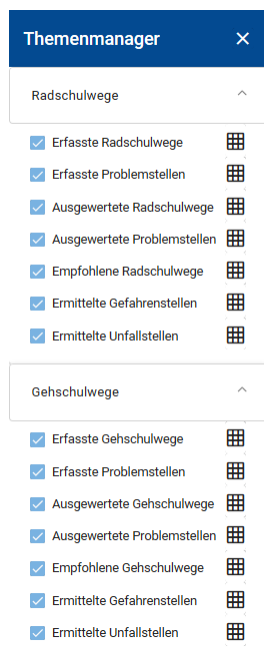 Themenmanager
Radschulwege
Erfasste Radschulwege
Erfasste Problemstellen
Ausgewertete Radschulwege
Ausgewertete Problemstellen
Empfohlene Radschulwege
Ermittelte Gefahrenstellen
Ermittelte Unfallstellen
Gehschulwege
Erfasste Gehschulwege
Erfasste Problemstellen
Ausgewertete Gehschulwege
Ausgewertete Problemstellen
Empfohlene Gehschulwege
Ermittelte Gefahrenstellen
Ermittelte Unfallstellen